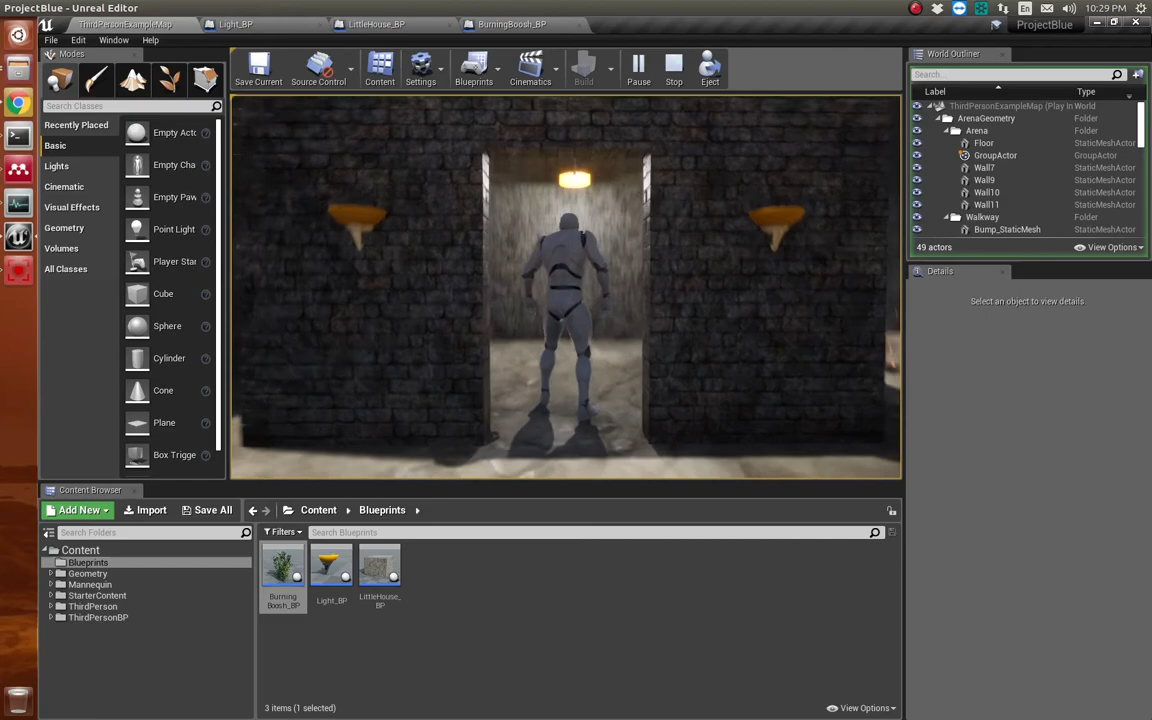 ProjectBlue - Unreal Editor
En
10:29 PM
ThirdPersonExampleMap
Light_BP
LittleHouse_BP
BurningBoosh_BP
ProjectBlue
File Edit Window Help
Modes
Search Classes
Recently Placed
Basic
Lights
Cinematic
Visual Effects
Geometry
Volumes
All Classes
Empty Acto
Empty Cha
Empty Paw
Point Light
Player Star
Cube
Sphere
Cylinder
Cone
Plane
Box Trigge
Save Current
Source Control
Content
Settings
Blueprints
Cinematics
Build
Pause
Stop
Eject
World Outliner
Search...
Label Type
ThirdPersonExampleMap (Play In World
ArenaGeometry Folder
Arena Folder
Floor StaticMeshActor
GroupActor GroupActor
Wall7 StaticMeshActor
Wall9 StaticMeshActor
Wall10 StaticMeshActor
Wall11 StaticMeshActor
Walkway Folder
Bump_StaticMesh StaticMeshActor
49 actors
View Options
Details
Select an object to view details
Content Browser
Add New Import Save All Content Blueprints
Search Folders
Filters
Search Blueprints
Content
Blueprints
Geometry
Mannequin
StarterContent
ThirdPerson
ThirdPersonBP
Burning
Boosh_BP
Light_BP
LittleHouse_
BP
3 items (1 selected)
View Options